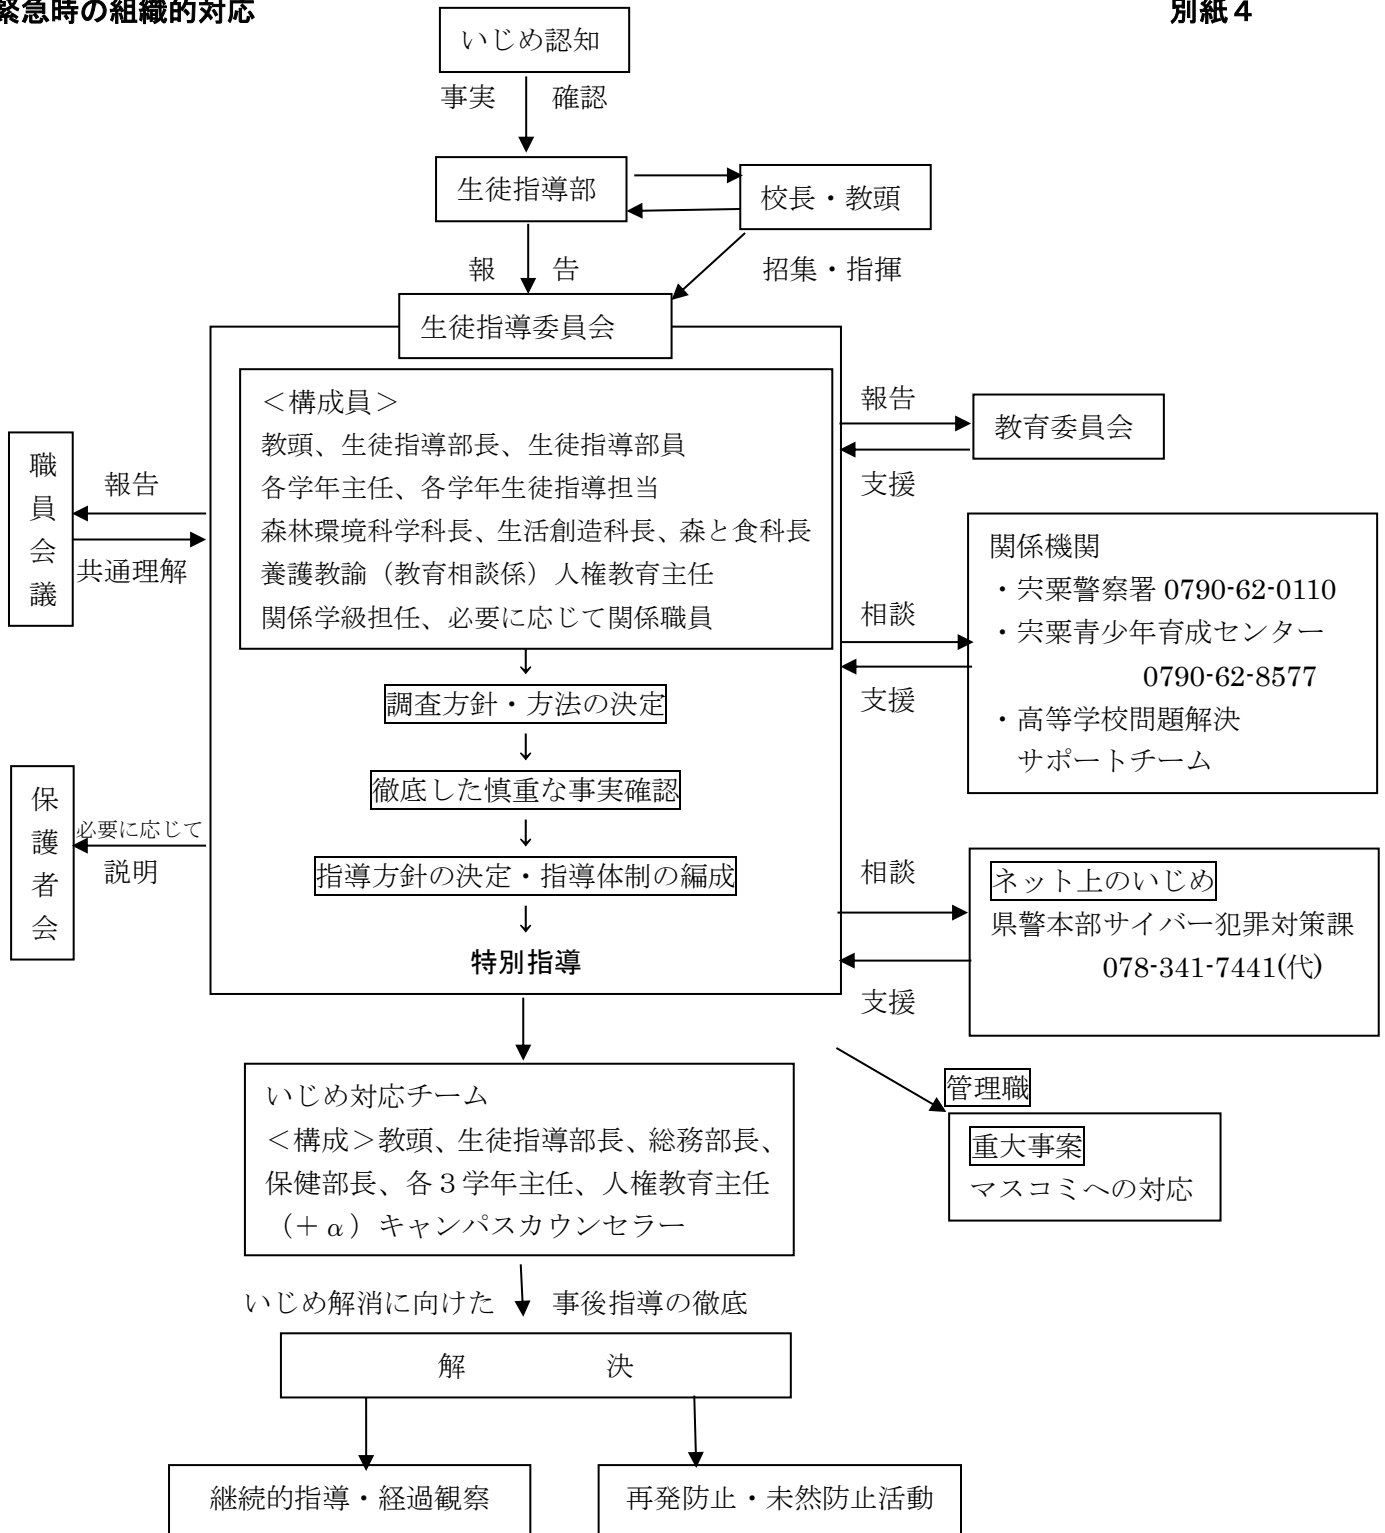 緊急時の組織的対応
別紙４
いじめ認知
事実　確認
生徒指導部
校長・教頭
報　告
招集・指揮
生徒指導委員会
＜構成員＞
教頭、生徒指導部長、生徒指導部員
各学年主任、各学年生徒指導担当
森林環境科学科長、生活創造科長、森と食科長
養護教諭（教育相談係）人権教育主任
関係学級担任、必要に応じて関係職員
↓
調査方針・方法の決定
↓
徹底した慎重な事実確認
↓
指導方針の決定・指導体制の編成
↓
特別指導
職員会議
報告
共通理解
保護者会
必要に応じて
説明
報告
教育委員会
支援
関係機関
・宍粟警察署 0790-62-0110
・宍粟青少年育成センター
0790-62-8577
・高等学校問題解決
サポートチーム
相談
支援
相談
ネット上のいじめ
県警本部サイバー犯罪対策課
078-341-7441(代)
支援
管理職
重大事案
マスコミへの対応
いじめ対応チーム
＜構成＞教頭、生徒指導部長、総務部長、
保健部長、各３学年主任、人権教育主任
（＋α）キャンパスカウンセラー
いじめ解消に向けた　事後指導の徹底
解　決
継続的指導・経過観察
再発防止・未然防止活動